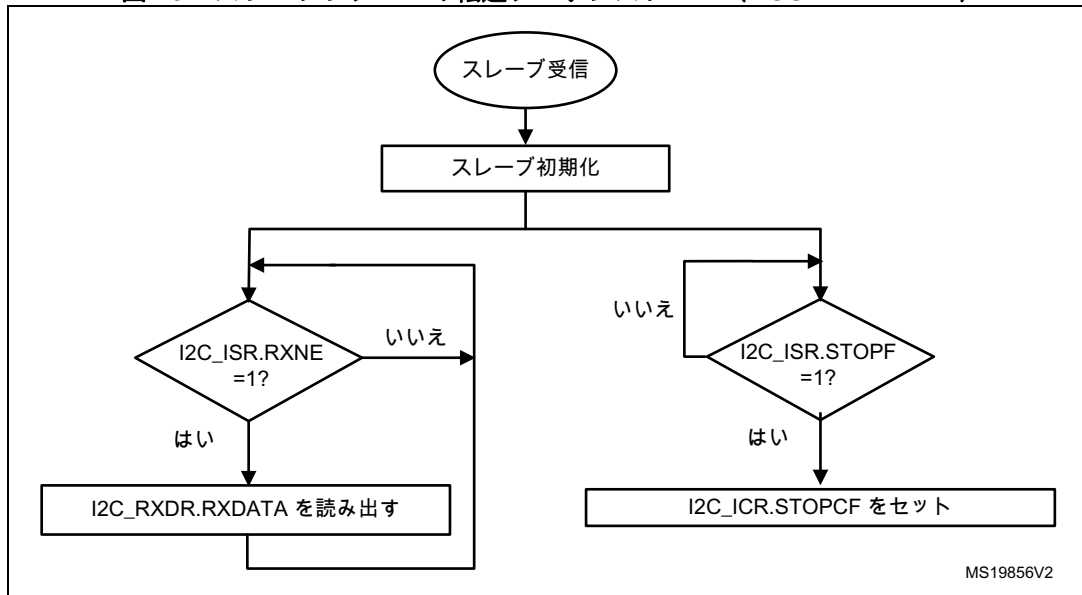 スレーブ受信
スレーブ初期化
いいえ
いいえ
I2C_ISR.RXNE
=1?
I2C_ISR.STOPF
=1?
はい
はい
I2C_RXDR.RXDATA を読み出す
I2C_ICR.STOPCF をセット
MS19856V2